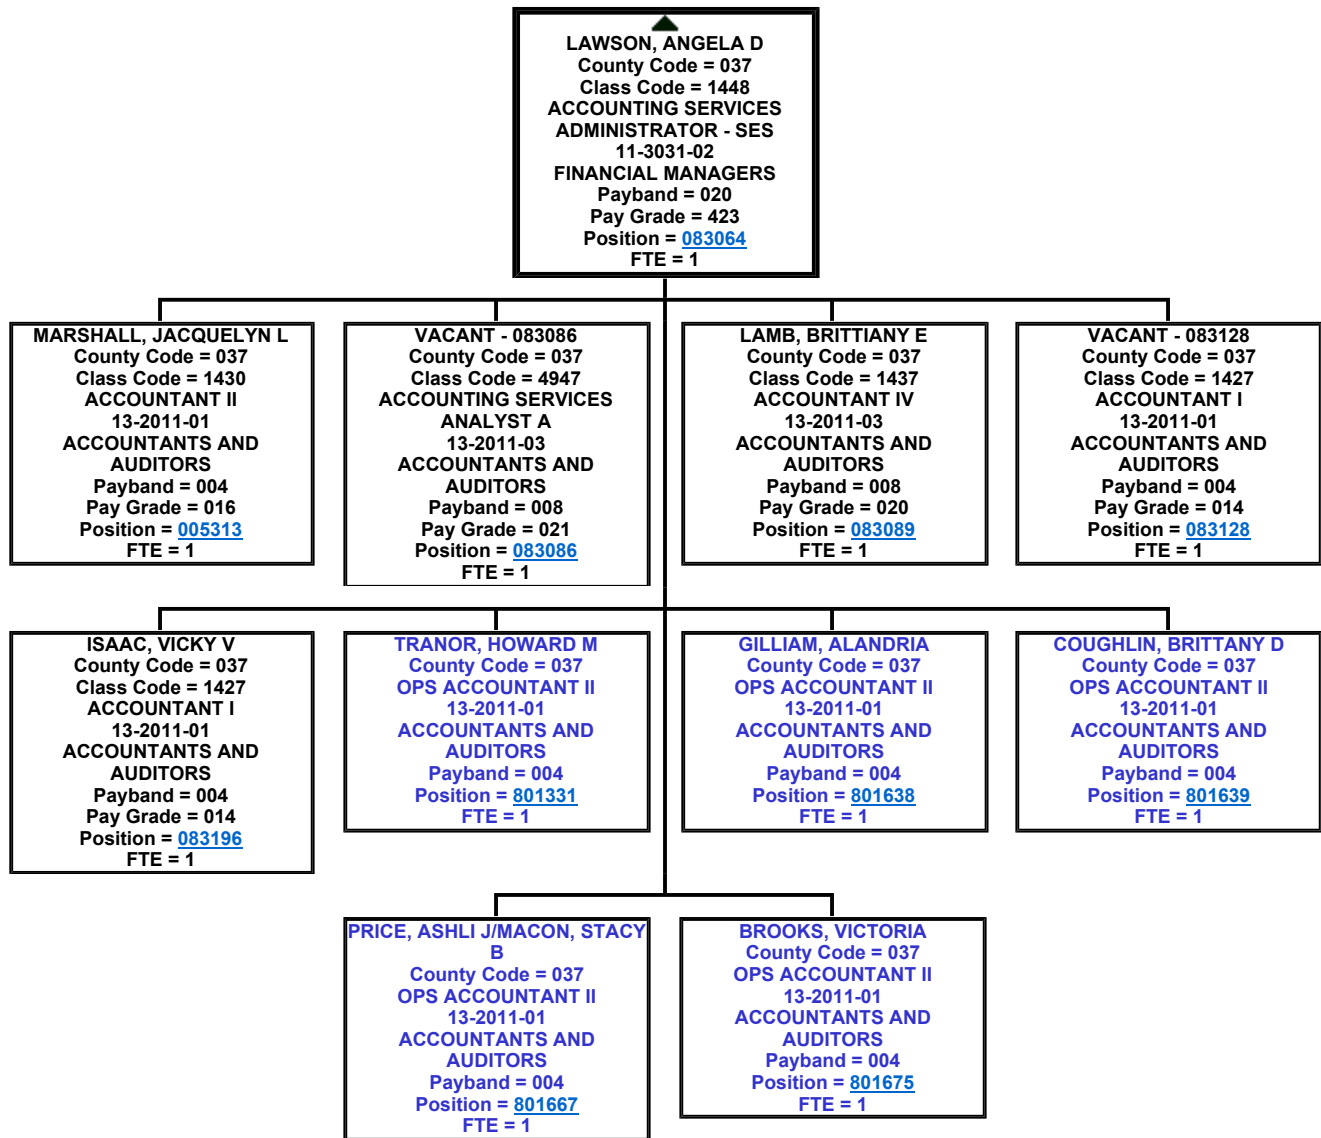 LAWSON, ANGELA D
County Code = 037
Class Code = 1448
ACCOUNTING SERVICES
ADMINISTRATOR - SES
11-3031-02
FINANCIAL MANAGERS
Payband = 020
Pay Grade = 423
Position = 083064
FTE = 1
MARSHALL, JACQUELYN L
County Code = 037
Class Code = 1430
ACCOUNTANT II
13-2011-01
ACCOUNTANTS AND
AUDITORS
Payband = 004
Pay Grade = 016
Position = 005313
FTE = 1
VACANT - 083086
County Code = 037
Class Code = 4947
ACCOUNTING SERVICES
ANALYST A
13-2011-03
ACCOUNTANTS AND
AUDITORS
Payband = 008
Pay Grade = 021
Position = 083086
FTE = 1
LAMB, BRITTIANY E
County Code = 037
Class Code = 1437
ACCOUNTANT IV
13-2011-03
ACCOUNTANTS AND
AUDITORS
Payband = 008
Pay Grade = 020
Position = 083089
FTE = 1
VACANT - 083128
County Code = 037
Class Code = 1427
ACCOUNTANT I
13-2011-01
ACCOUNTANTS AND
AUDITORS
Payband = 004
Pay Grade = 014
Position = 083128
FTE = 1
ISAAC, VICKY V
County Code = 037
Class Code = 1427
ACCOUNTANT I
13-2011-01
ACCOUNTANTS AND
AUDITORS
Payband = 004
Pay Grade = 014
Position = 083196
FTE = 1
TRANOR, HOWARD M
County Code = 037
OPS ACCOUNTANT II
13-2011-01
ACCOUNTANTS AND
AUDITORS
Payband = 004
Position = 801331
FTE = 1
GILLIAM, ALANDRIA
County Code = 037
OPS ACCOUNTANT II
13-2011-01
ACCOUNTANTS AND
AUDITORS
Payband = 004
Position = 801638
FTE = 1
COUGHLIN, BRITTANY D
County Code = 037
OPS ACCOUNTANT II
13-2011-01
ACCOUNTANTS AND
AUDITORS
Payband = 004
Position = 801639
FTE = 1
PRICE, ASHLI J/MACON, STACY
B
County Code = 037
OPS ACCOUNTANT II
13-2011-01
ACCOUNTANTS AND
AUDITORS
Payband = 004
Position = 801667
FTE = 1
BROOKS, VICTORIA
County Code = 037
OPS ACCOUNTANT II
13-2011-01
ACCOUNTANTS AND
AUDITORS
Payband = 004
Position = 801675
FTE = 1